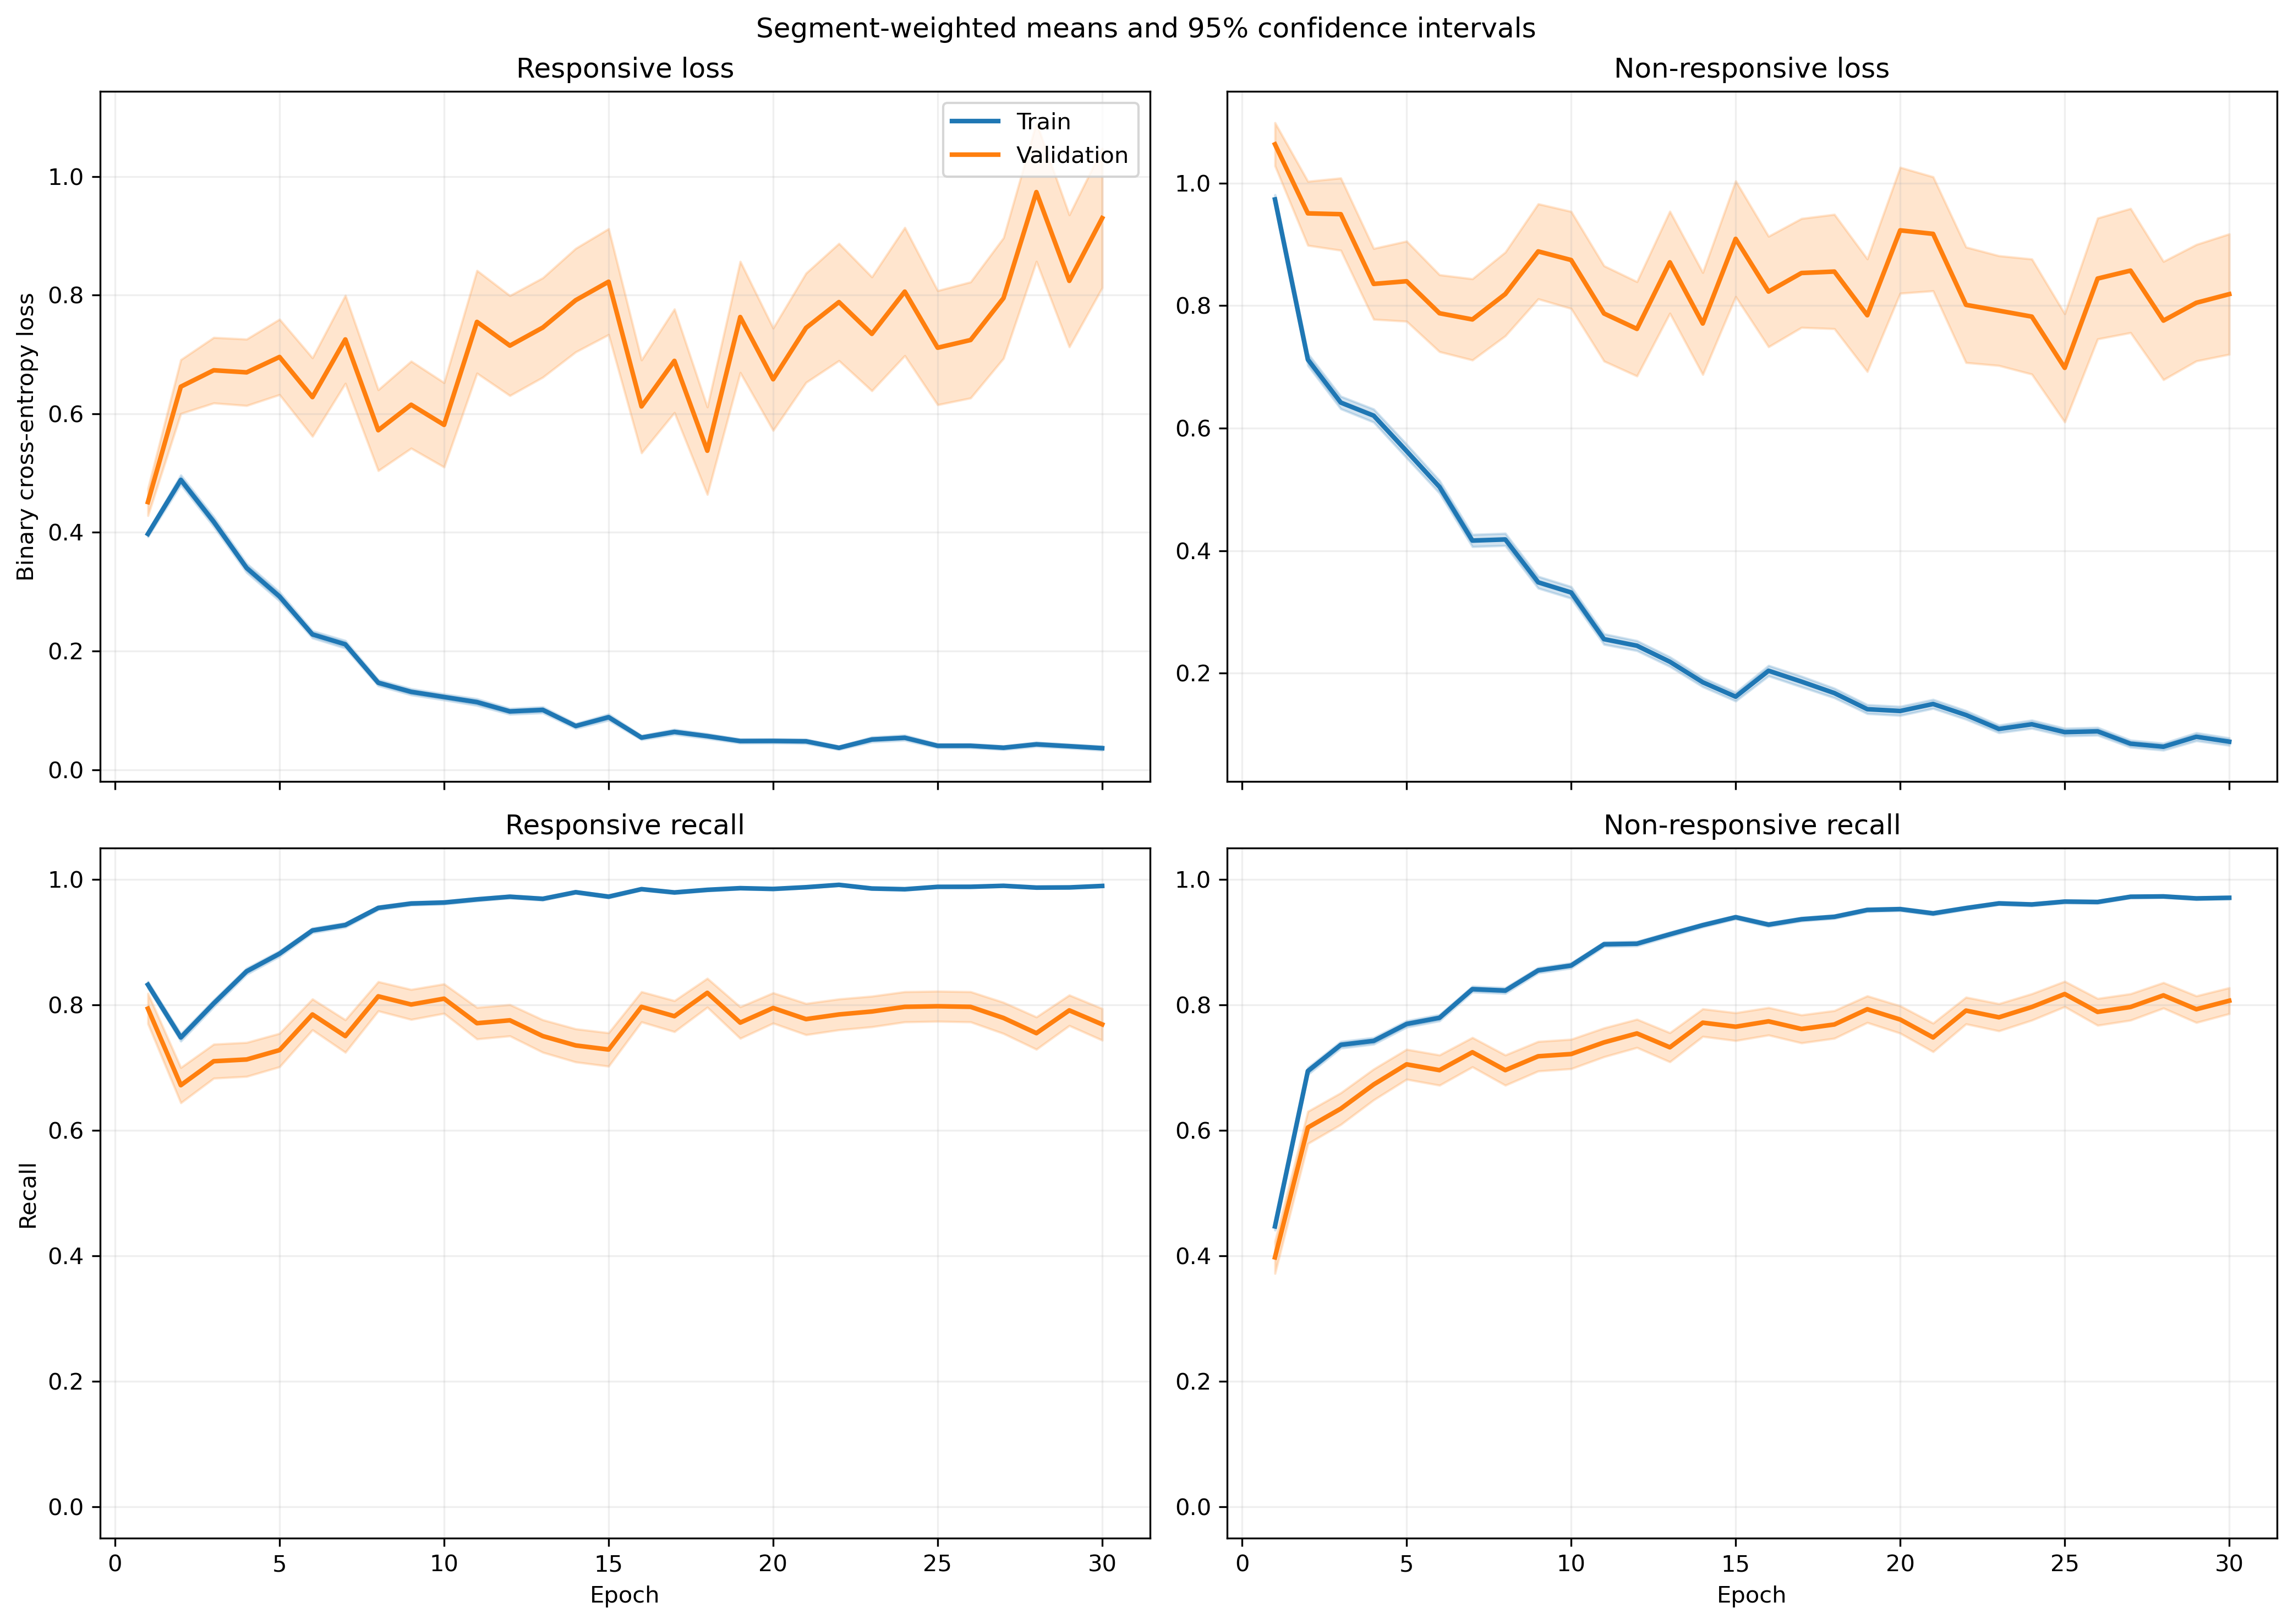 Segment-weighted means and 95% confidence intervals
Responsive loss
Non-responsive loss
Train
Validation
Binary cross-entropy loss
1.0
0.8
0.6
0.4
0.2
0.0
1.0
0.8
0.6
0.4
0.2
Responsive recall
Non-responsive recall
Recall
1.0
0.8
0.6
0.4
0.2
0.0
0 5 10 15 20 25 30
Epoch
1.0
0.8
0.6
0.4
0.2
0.0
0 5 10 15 20 25 30
Epoch